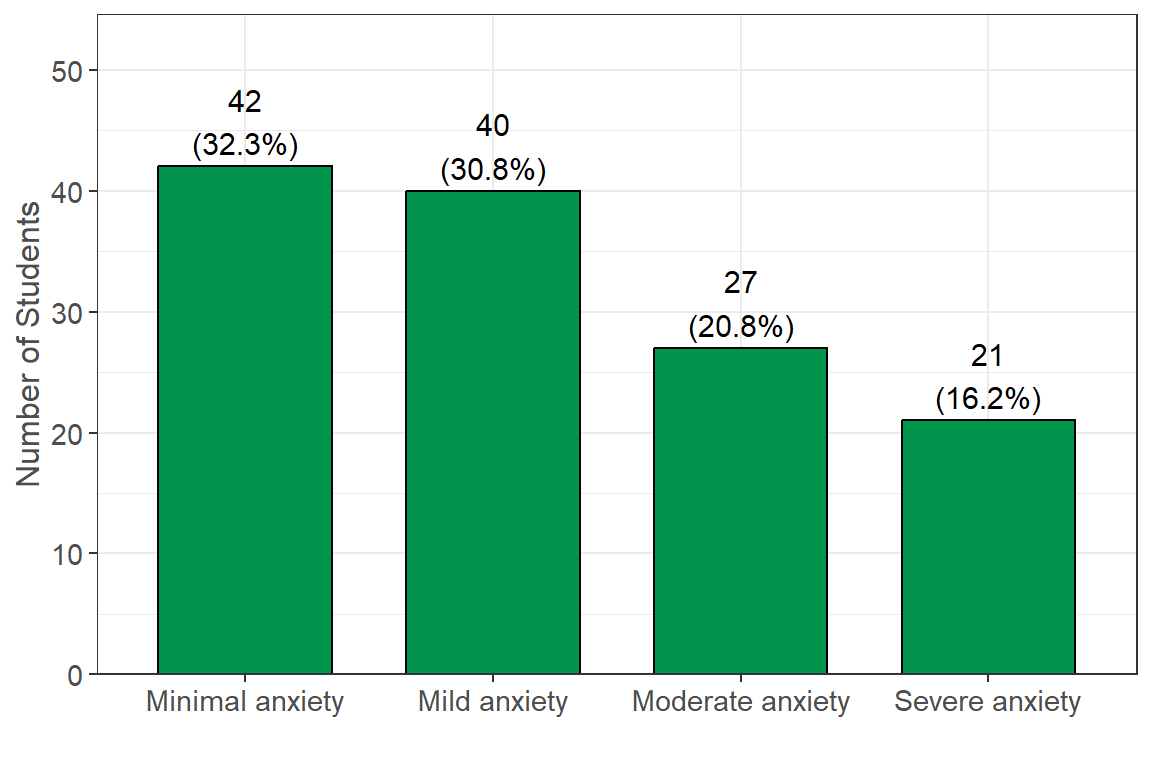 Number of Students
50
40
30
20
10
0
42
(32.3%)
40
(30.8%)
27
(20.8%)
21
(16.2%)
Minimal anxiety
Mild anxiety
Moderate anxiety
Severe anxiety